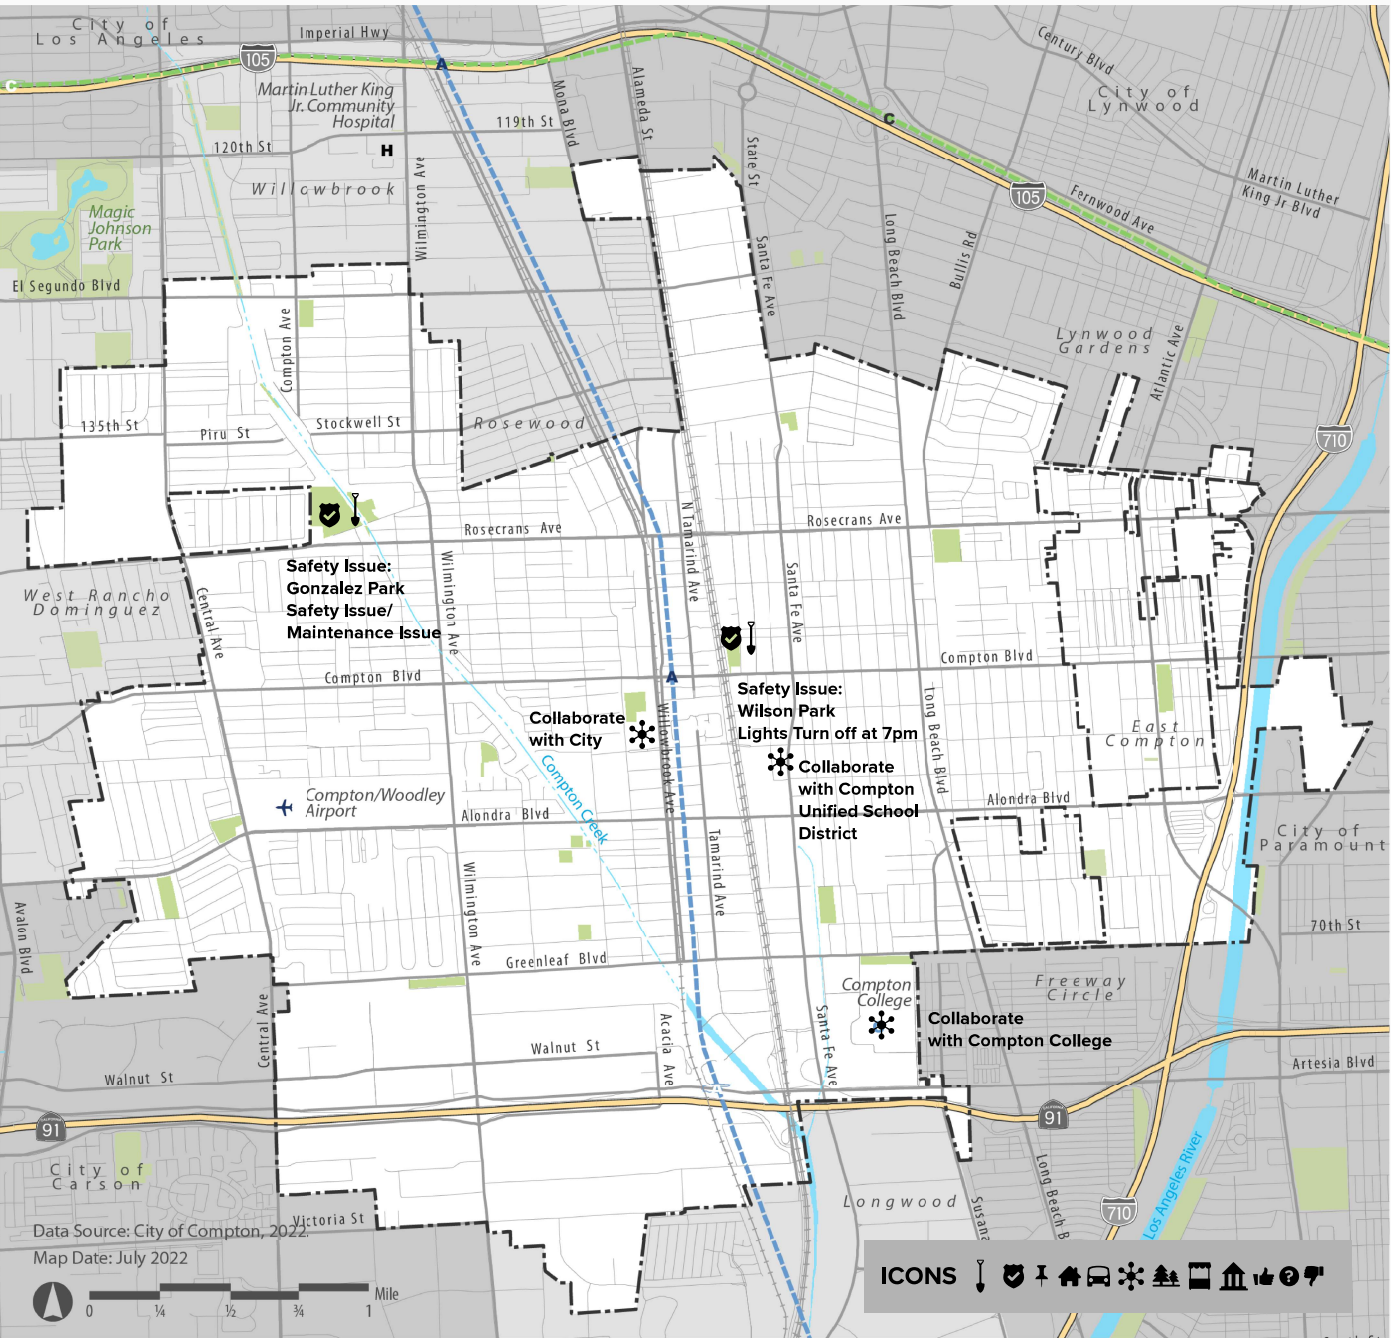 City of
Los Angeles
Imperial Hwy
105
C
A
Martin Luther King
Jr. Community
Hospital
H
120th St
119th St
Mona Blvd
Alameda St
State St
Century Blvd
City of
Lynwood
C
105
Fernwood Ave
Martin Luther
King Jr Blvd
Willowbrook
Wilmington Ave
Magic
Johnson
Park
El Segundo Blvd
Santa Fe Ave
Long Beach Blvd
Bullis Rd
Lynwood
Gardens
Atlantic Ave
Compton Ave
135th St
Piru St
Stockwell St
Rosewood
710
Rosecrans Ave
N Tamarind Ave
Rosecrans Ave
Safety Issue:
Gonzalez Park
Safety Issue/
Maintenance Issue
West Rancho
Dominguez
Central Ave
Wilmington Ave
Santa Fe Ave
Compton Blvd
A
Compton Blvd
Safety Issue:
Wilson Park
Lights Turn off at 7pm
Collaborate
with City
Willowbrook Ave
Long Beach Blvd
East
Compton
Collaborate
with Compton
Unified School
District
Compton Creek
Compton/Woodley
Airport
Alondra Blvd
Alondra Blvd
City of
Paramount
Tamarind Ave
Wilmington Ave
Avalon Blvd
70th St
Greenleaf Blvd
Compton
College
Freeway
Circle
Central Ave
Acacia Ave
Santa Fe Ave
Collaborate
with Compton College
Walnut St
Walnut St
Artesia Blvd
91
91
City of
Carson
Long Beach B
Los Angeles River
Longwood
Susana
710
Victoria St
Data Source: City of Compton, 2022.
Map Date: July 2022
0 ¼ ½ ¾ 1 Mile
ICONS